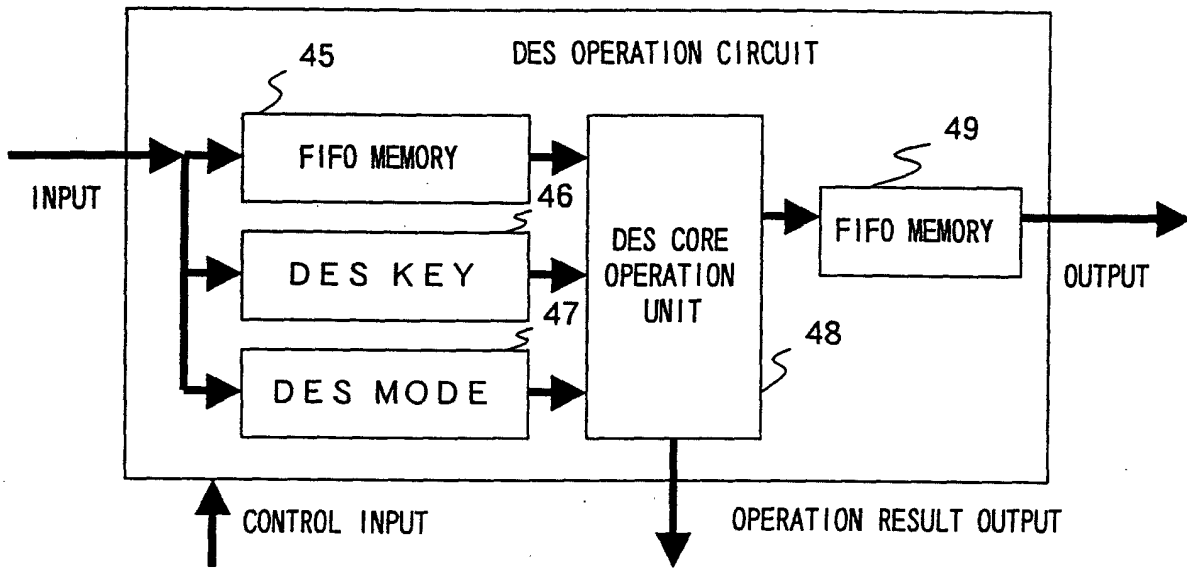 DES OPERATION CIRCUIT
45
FIFO MEMORY
INPUT
46
DES KEY
47
DES MODE
DES CORE
OPERATION
UNIT
48
49
FIFO MEMORY
OUTPUT
CONTROL INPUT
OPERATION RESULT OUTPUT